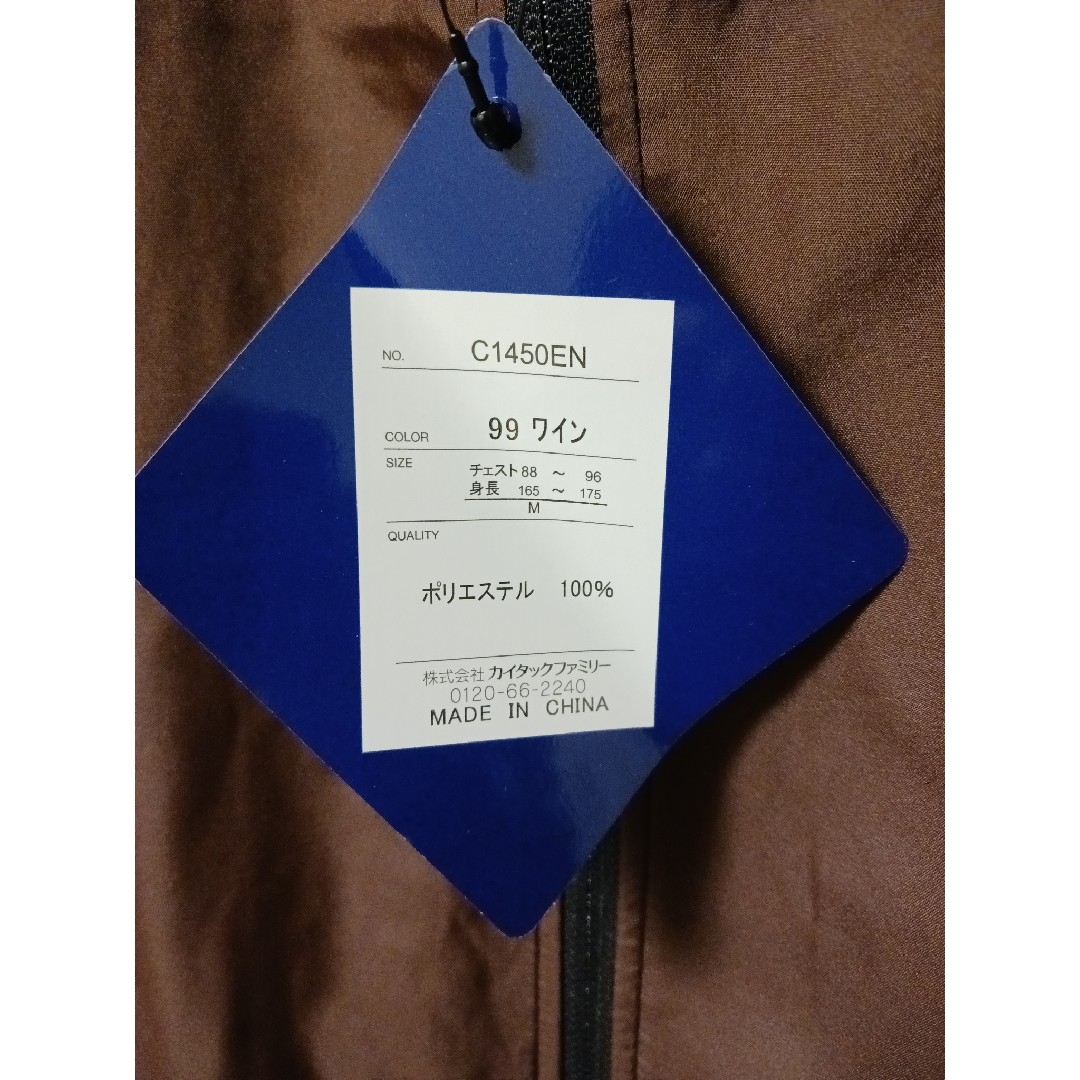 NO. C1450EN
COLOR 99 ワイン
SIZE チェスト 88 ～ 96
身長 165 ～ 175
M
QUALITY
ポリエステル 100%
株式会社 カイタックファミリー
0120-66-2240
MADE IN CHINA